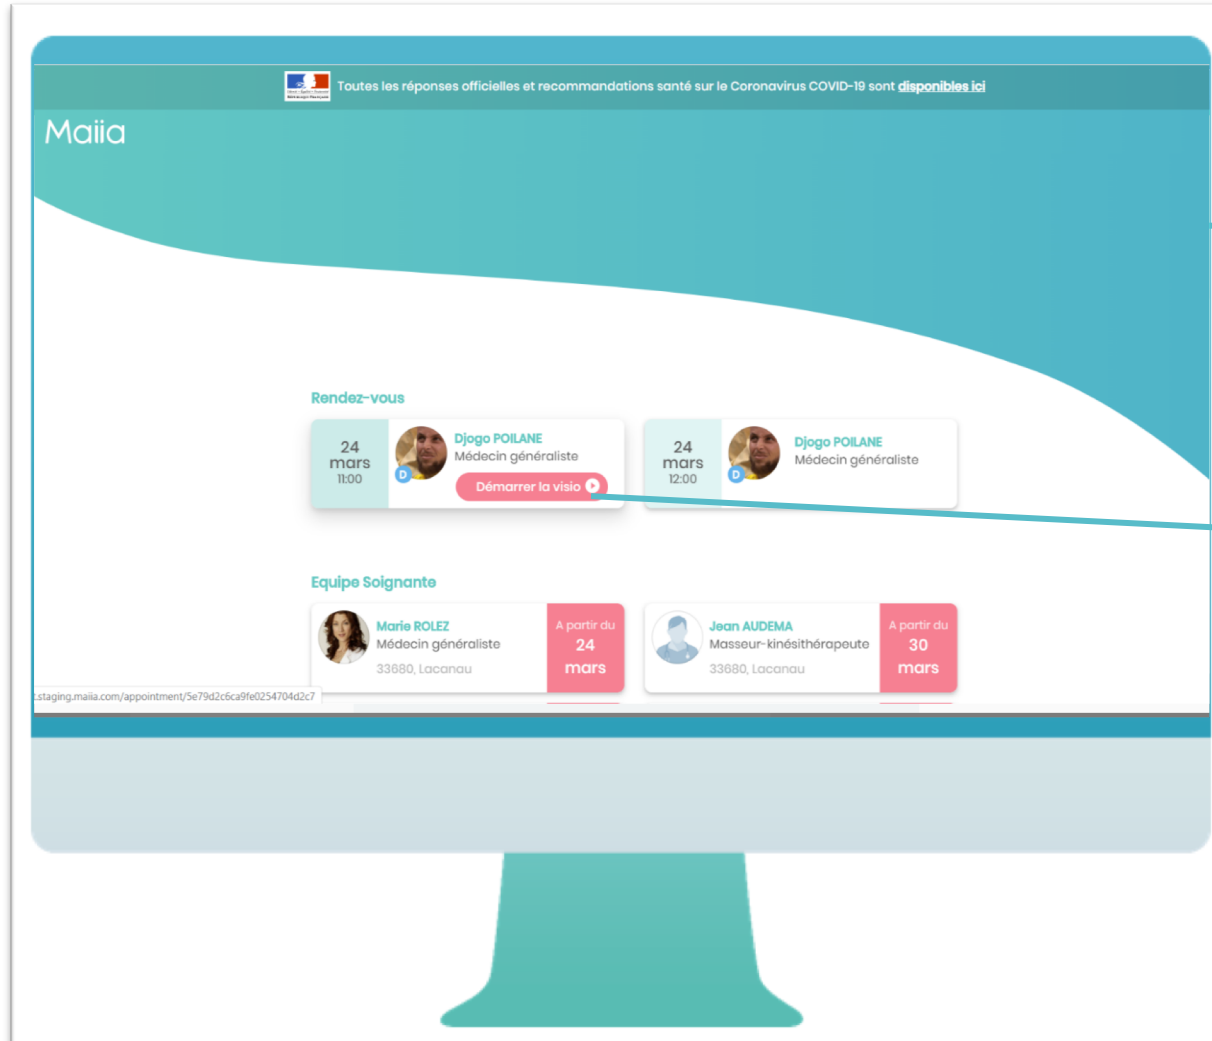 Toutes les réponses officielles et recommandations santé sur le Coronavirus COVID-19 sont disponibles ici
Maiia
Rendez-vous
24
mars
11:00
Djogo POILANE
Médecin généraliste
D
Démarrer la visio
24
mars
12:00
Djogo POILANE
Médecin généraliste
D
Equipe Soignante
Marie ROLEZ
Médecin généraliste
33680, Lacanau
A partir du
24
mars
Jean AUDEMA
Masseur-kinésithérapeute
33680, Lacanau
A partir du
30
mars
.staging.maiia.com/appointment/5e79d2c6ca9fe0254704d2c7